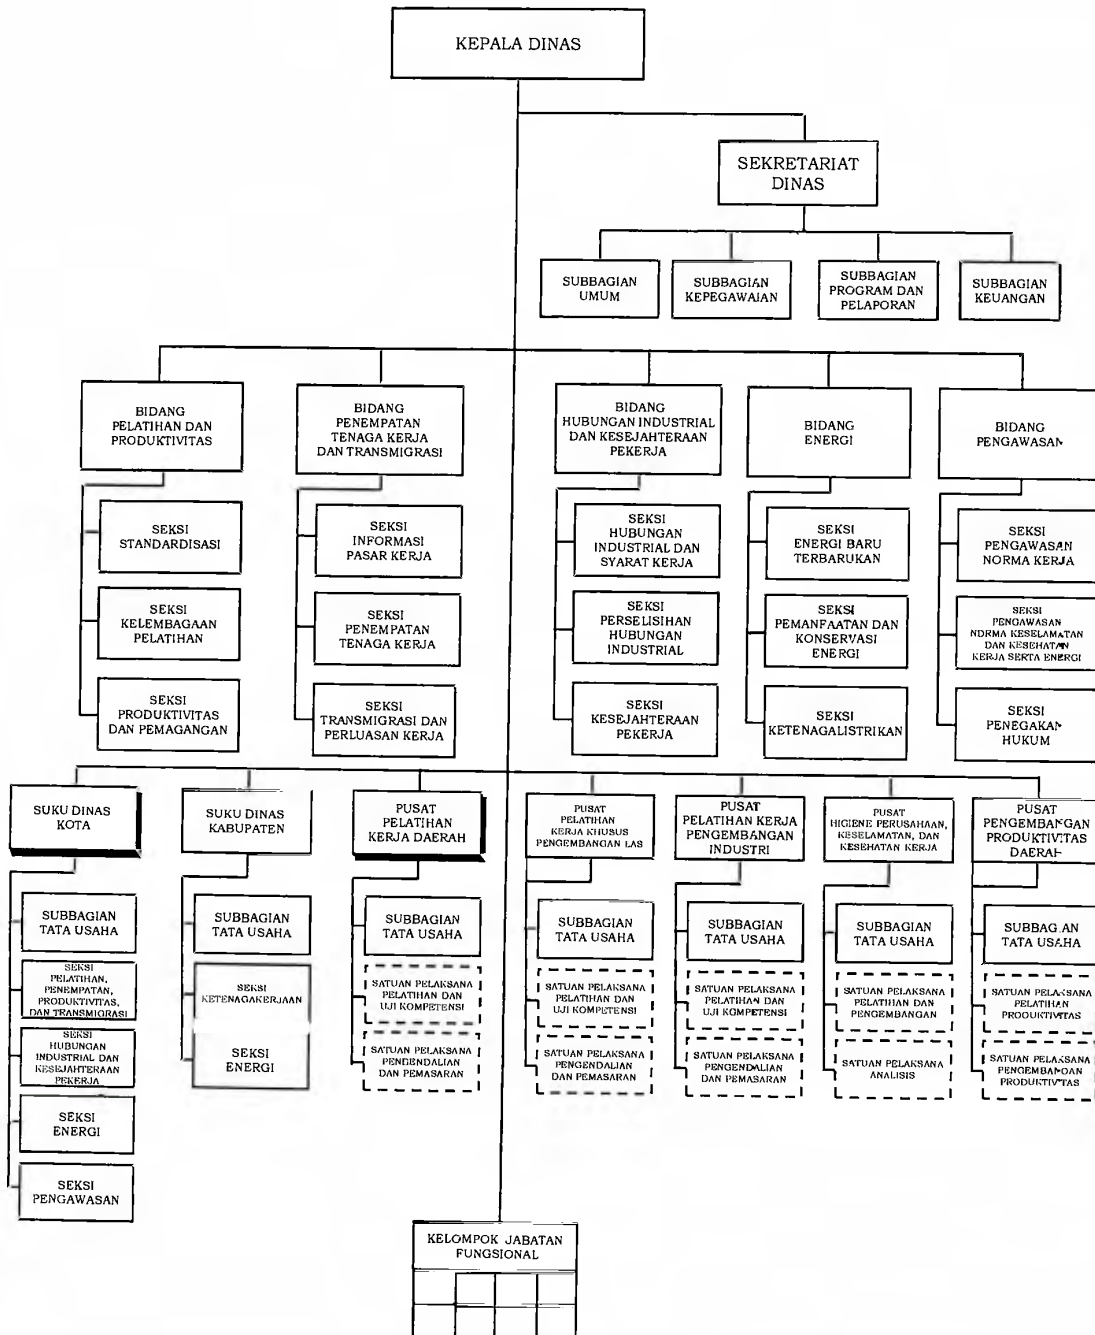 KEPALA DINAS
SEKRETARIAT
DINAS
SUBBAGIAN
UMUM
SUBBAGIAN
KEPEGAWAIAN
SUBBAGIAN
PROGRAM DAN
PELAPORAN
SUBBAGIAN
KEUANGAN
BIDANG
PELATIHAN DAN
PRODUKTIVITAS
BIDANG
PENEMPATAN
TENAGA KERJA
DAN TRANSMIGRASI
BIDANG
HUBUNGAN INDUSTRIAL
DAN KESEJAHTERAAN
PEKERJA
BIDANG
ENERGI
BIDANG
PENGAWASAN
SEKSI
STANDARDISASI
SEKSI
KELEMBAGAAN
PELATIHAN
SEKSI
PRODUKTIVITAS
DAN PEMAGANGAN
SEKSI
INFORMASI
PASAR KERJA
SEKSI
PENEMPATAN
TENAGA KERJA
SEKSI
TRANSMIGRASI DAN
PERLUASAN KERJA
SEKSI
HUBUNGAN
INDUSTRIAL DAN
SYARAT KERJA
SEKSI
PERSELISIHAN
HUBUNGAN
INDUSTRIAL
SEKSI
KESEJAHTERAAN
PEKERJA
SEKSI
ENERGI BARU
TERBARUKAN
SEKSI
PEMANFAATAN DAN
KONSERVASI
ENERGI
SEKSI
KETENAGALISTRIKAN
SEKSI
PENGAWASAN
NORMA KERJA
SEKSI
PENGAWASAN
NORMA KESELAMATAN
DAN KESEHATAN
KERJA SERTA ENERGI
SEKSI
PENEGAKAN
HUKUM
SUKU DINAS
KOTA
SUKU DINAS
KABUPATEN
PUSAT
PELATIHAN
KERJA DAERAH
PUSAT
PELATIHAN
KERJA KHUSUS
PENGEMBANGAN LAS
PUSAT
PELATIHAN KERJA
PENGEMBANGAN
INDUSTRI
PUSAT
HIGIENE PERUSAHAAN,
KESELAMATAN, DAN
KESEHATAN KERJA
PUSAT
PENGEMBANGAN
PRODUKTIVITAS
DAERAH
SUBBAGIAN
TATA USAHA
SEKSI
PELATIHAN,
PENEMPATAN,
PRODUKTIVITAS,
DAN TRANSMIGRASI
SEKSI
HUBUNGAN
INDUSTRIAL DAN
KESEJAHTERAAN
PEKERJA
SEKSI
ENERGI
SEKSI
PENGAWASAN
SUBBAGIAN
TATA USAHA
SEKSI
KETENAGAKERJAAN
SEKSI
ENERGI
SUBBAGIAN
TATA USAHA
SATUAN PELAKSANA
PELATIHAN DAN
UJI KOMPETENSI
SATUAN PELAKSANA
PENGENDALIAN
DAN PEMASARAN
SUBBAGIAN
TATA USAHA
SATUAN PELAKSANA
PELATIHAN DAN
UJI KOMPETENSI
SATUAN PELAKSANA
PENGENDALIAN
DAN PEMASARAN
SUBBAGIAN
TATA USAHA
SATUAN PELAKSANA
PELATIHAN DAN
UJI KOMPETENSI
SATUAN PELAKSANA
PENGENDALIAN
DAN PEMASARAN
SUBBAGIAN
TATA USAHA
SATUAN PELAKSANA
PELATIHAN DAN
PENGEMBANGAN
SATUAN PELAKSANA
ANALISIS
SUBBAGIAN
TATA USAHA
SATUAN PELAKSANA
PELATIHAN
PRODUKTIVITAS
SATUAN PELAKSANA
PENGEMBANGAN
PRODUKTIVITAS
KELOMPOK JABATAN
FUNGSIONAL